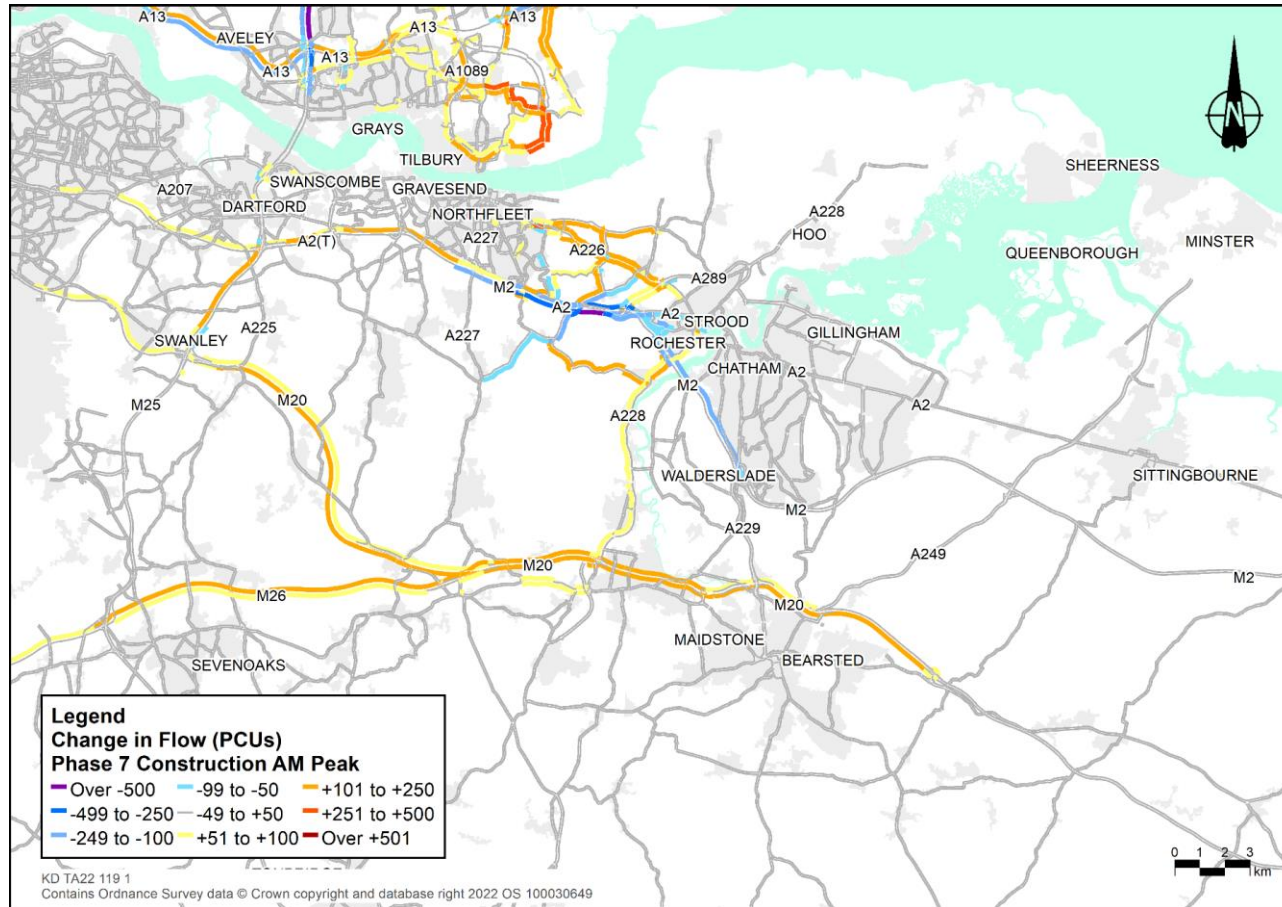 A13
A13
AVELEY
A13
A13
A13
A1089
GRAYS
TILBURY
SHEERNESS
SWANSCOMBE
A207
GRAVESEND
DARTFORD
NORTHFLEET
A228
HOO
MINSTER
A2(T)
A227
A226
QUEENBOROUGH
A289
M2
A2
A2
STROOD
GILLINGHAM
SWANLEY
A225
A227
ROCHESTER
CHATHAM
A2
M2
A2
M25
M20
A228
WALDERSLADE
SITTINGBOURNE
M2
A229
A249
M20
M2
M26
M20
MAIDSTONE
SEVENOAKS
BEARSTED
Legend
Change in Flow (PCUs)
Phase 7 Construction AM Peak
Over -500 -99 to -50 +101 to +250
-499 to -250 -49 to +50 +251 to +500
-249 to -100 +51 to +100 Over +501
0 1 2 3
km
N
KD TA22 119 1
Contains Ordnance Survey data © Crown copyright and database right 2022 OS 100030649